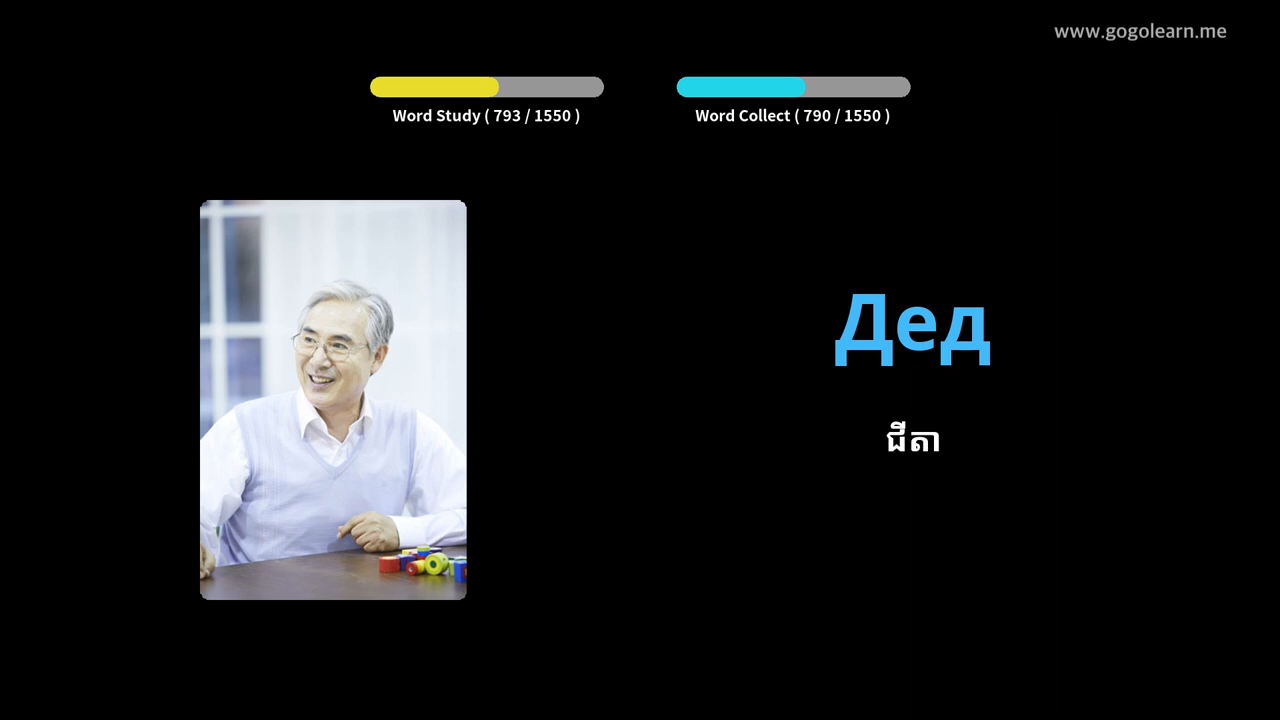 www.gogolearn.me
Word Study ( 793 / 1550 )
Word Collect ( 790 / 1550 )
Дед
ជីតា